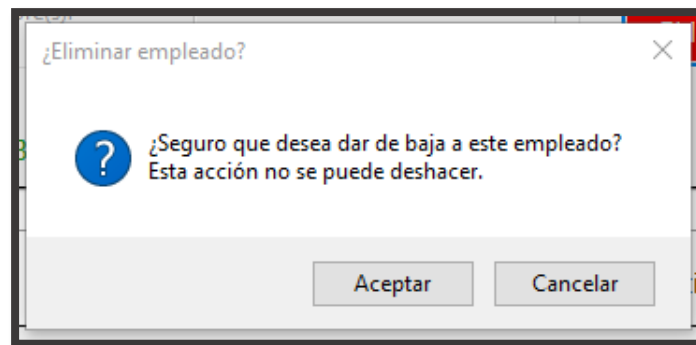 ¿Eliminar empleado?
¿Seguro que desea dar de baja a este empleado?
Esta acción no se puede deshacer.
Aceptar
Cancelar